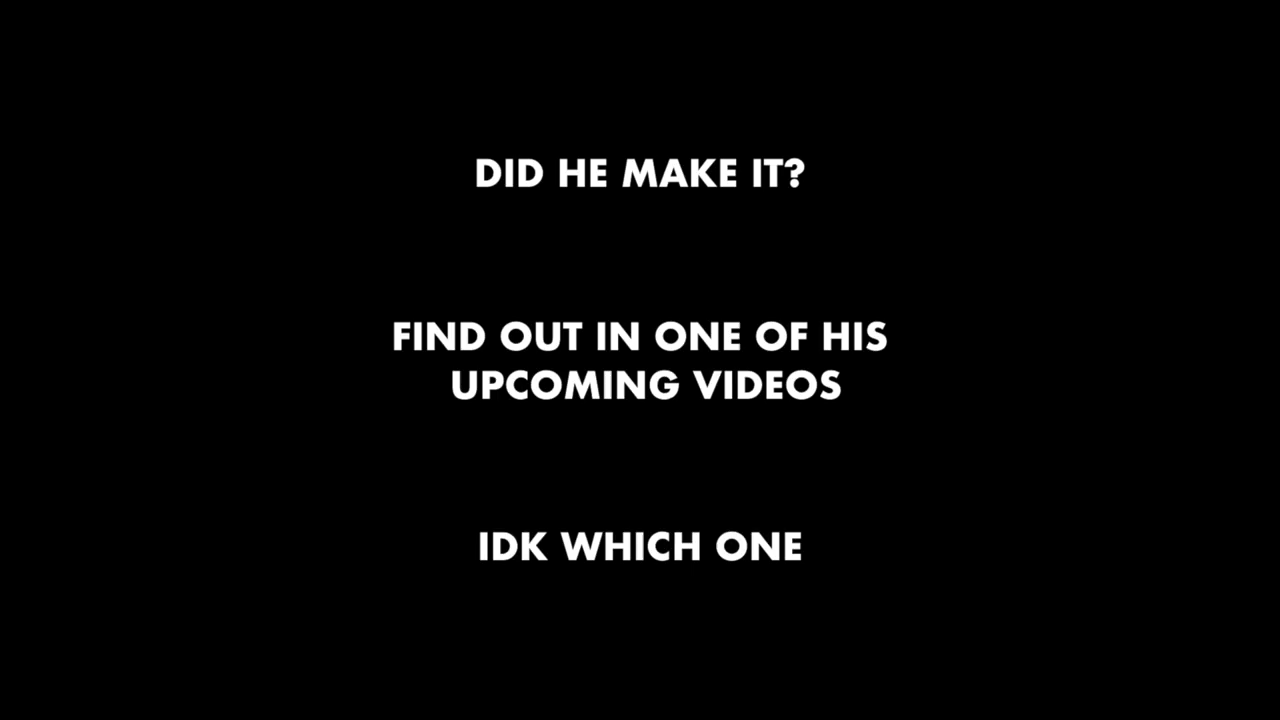 DID HE MAKE IT?
FIND OUT IN ONE OF HIS
UPCOMING VIDEOS
IDK WHICH ONE